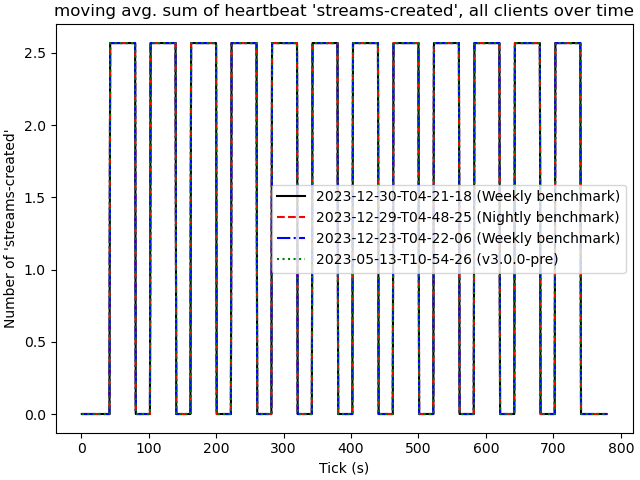 moving avg. sum of heartbeat 'streams-created', all clients over time
Number of 'streams-created'
2.5
2.0
1.5
1.0
0.5
0.0
2023-12-30-T04-21-18 (Weekly benchmark)
2023-12-29-T04-48-25 (Nightly benchmark)
2023-12-23-T04-22-06 (Weekly benchmark)
2023-05-13-T10-54-26 (v3.0.0-pre)
0 100 200 300 400 500 600 700 800
Tick (s)